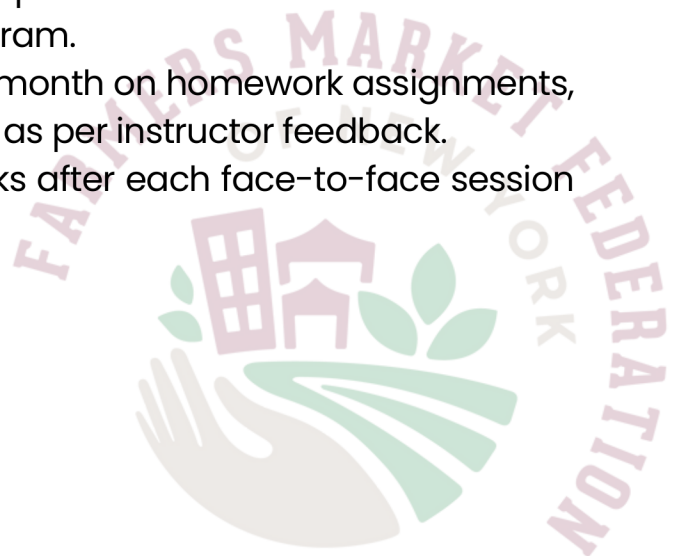 ram.
month on homework assignments,
as per instructor feedback.
ks after each face-to-face session
FARMERS MARKET FEDERATION
OF NEW YORK